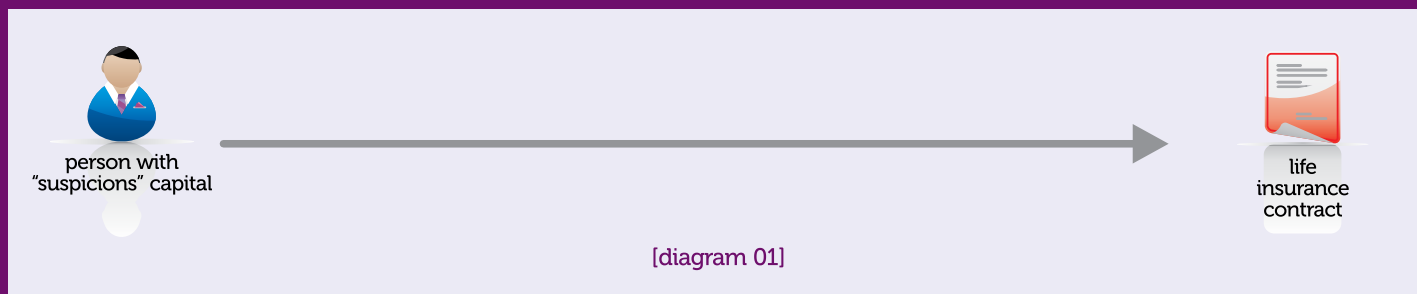 person with
“suspicions” capital
life
insurance
contract
[diagram 01]